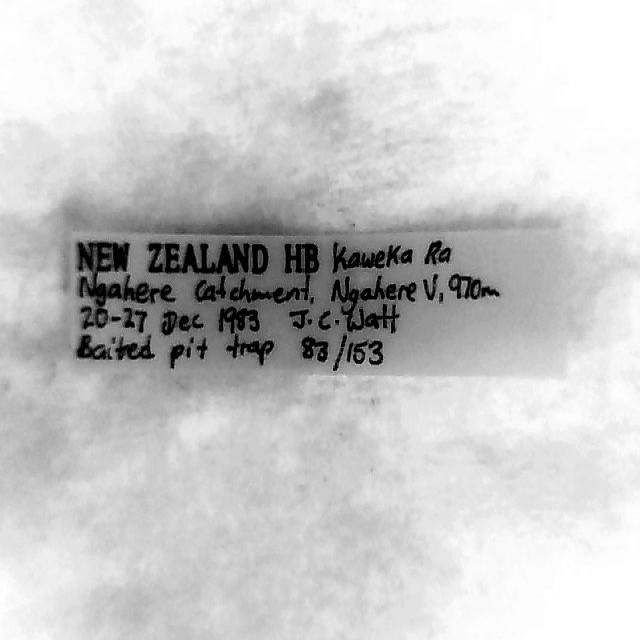 NEW ZEALAND HB Kaweka Ra
Ngahere Catchment, Ngahere V, 970m
20-27 Dec 1983 J.C. Watt
Baited pit trap 83/153